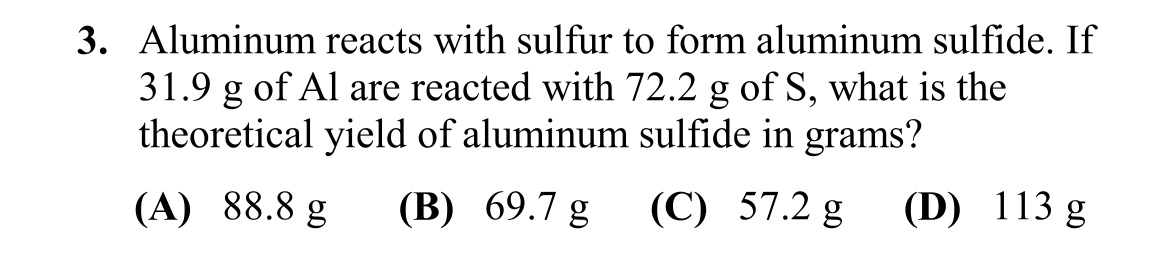 3. Aluminum reacts with sulfur to form aluminum sulfide. If
31.9 g of Al are reacted with 72.2 g of S, what is the
theoretical yield of aluminum sulfide in grams?
(A) 88.8 g (B) 69.7 g (C) 57.2 g (D) 113 g